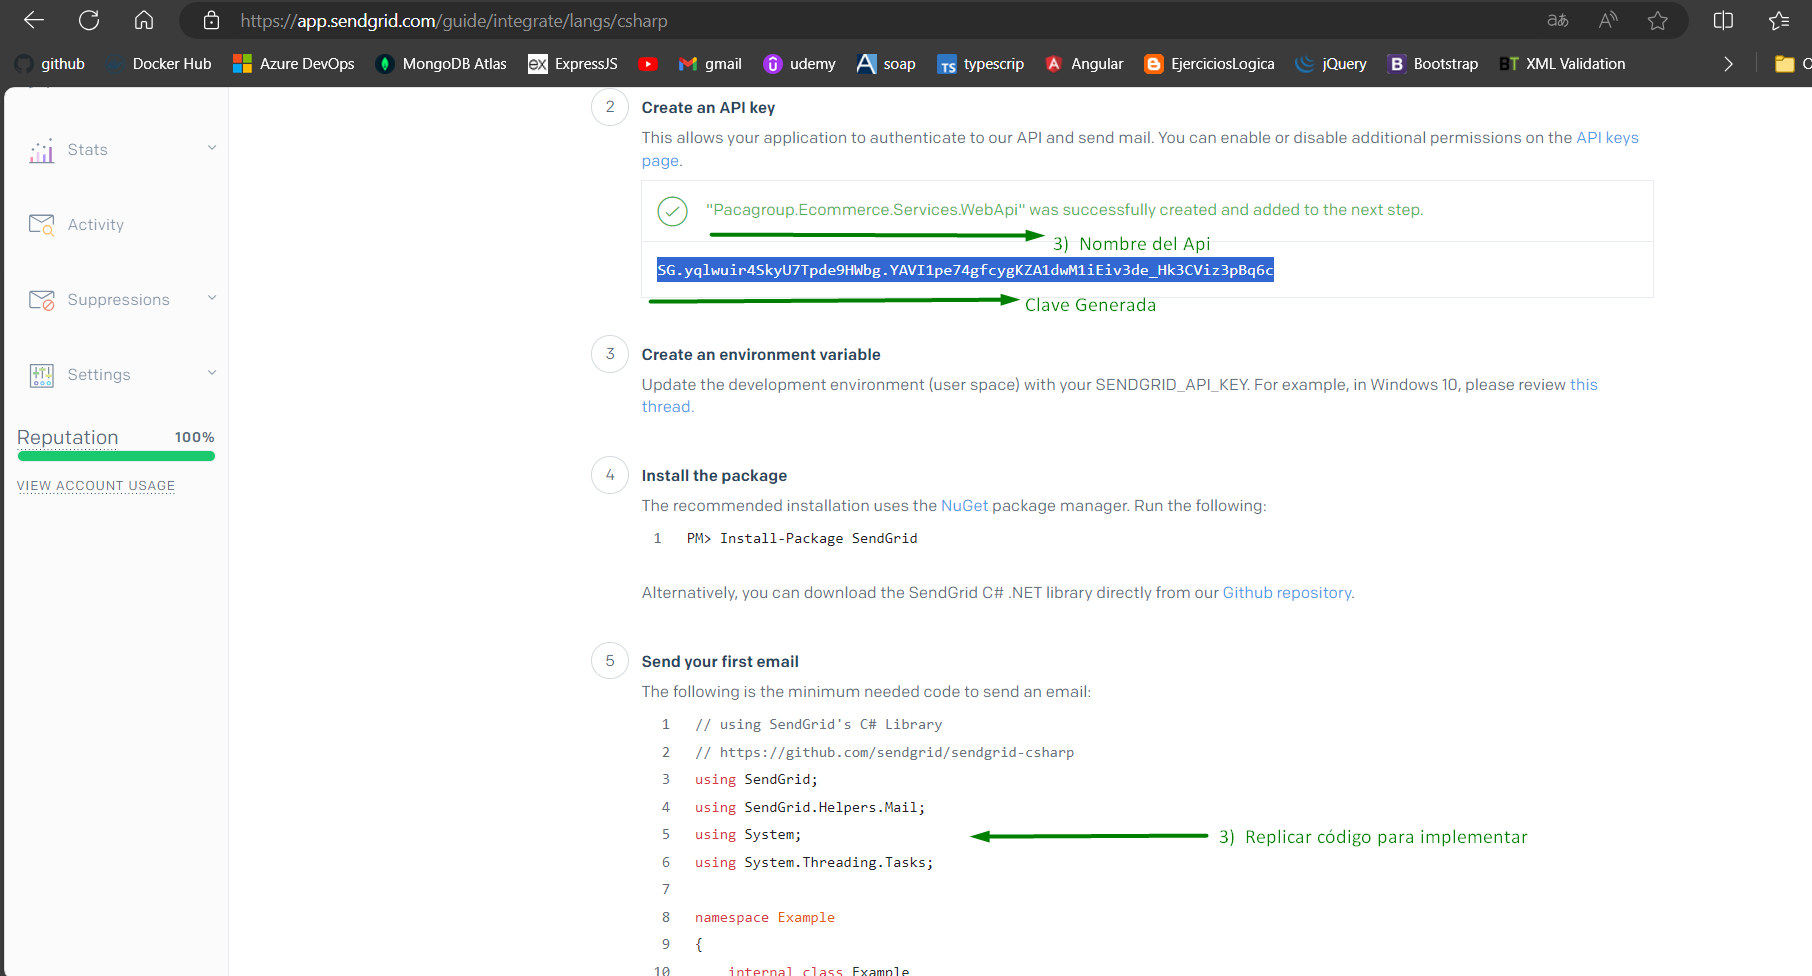 https://app.sendgrid.com/guide/integrate/langs/csharp
github Docker Hub Azure DevOps MongoDB Atlas ExpressJS gmail udemy soap typescrip Angular EjerciciosLogica jQuery Bootstrap XML Validation
Stats
Activity
Suppressions
Settings
Reputation 100%
VIEW ACCOUNT USAGE
2 Create an API key
This allows your application to authenticate to our API and send mail. You can enable or disable additional permissions on the API keys
page.
"Pacagroup.Ecommerce.Services.WebApi" was successfully created and added to the next step.
3) Nombre del Api
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
Clave Generada
3 Create an environment variable
Update the development environment (user space) with your SENDGRID_API_KEY. For example, in Windows 10, please review this
thread.
4 Install the package
The recommended installation uses the NuGet package manager. Run the following:
1 PM> Install-Package SendGrid
Alternatively, you can download the SendGrid C# .NET library directly from our Github repository.
5 Send your first email
The following is the minimum needed code to send an email:
1 // using SendGrid's C# Library
2 // https://github.com/sendgrid/sendgrid-csharp
3 using SendGrid;
4 using SendGrid.Helpers.Mail;
5 using System;
3) Replicar código para implementar
6 using System.Threading.Tasks;
7
8 namespace Example
9 {
10 internal class Example